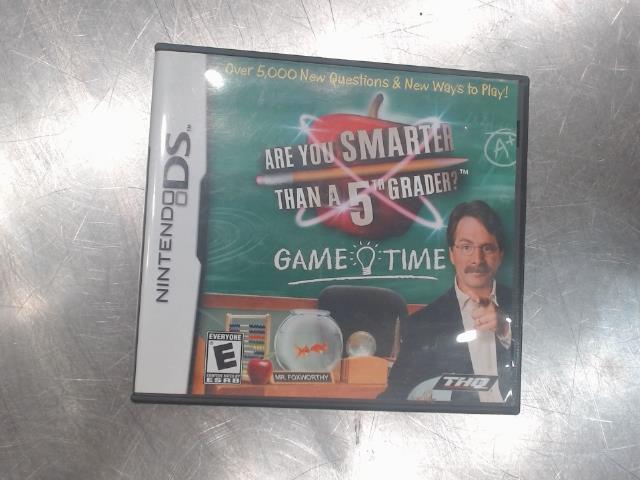 Over 5,000 New Questions & New Ways to Play!
ARE YOU SMARTER
THAN A 5TH GRADER?™
A+
GAME TIME
NINTENDO DS™
EVERYONE
E
ESRB
MR. FOXWORTHY
THQ